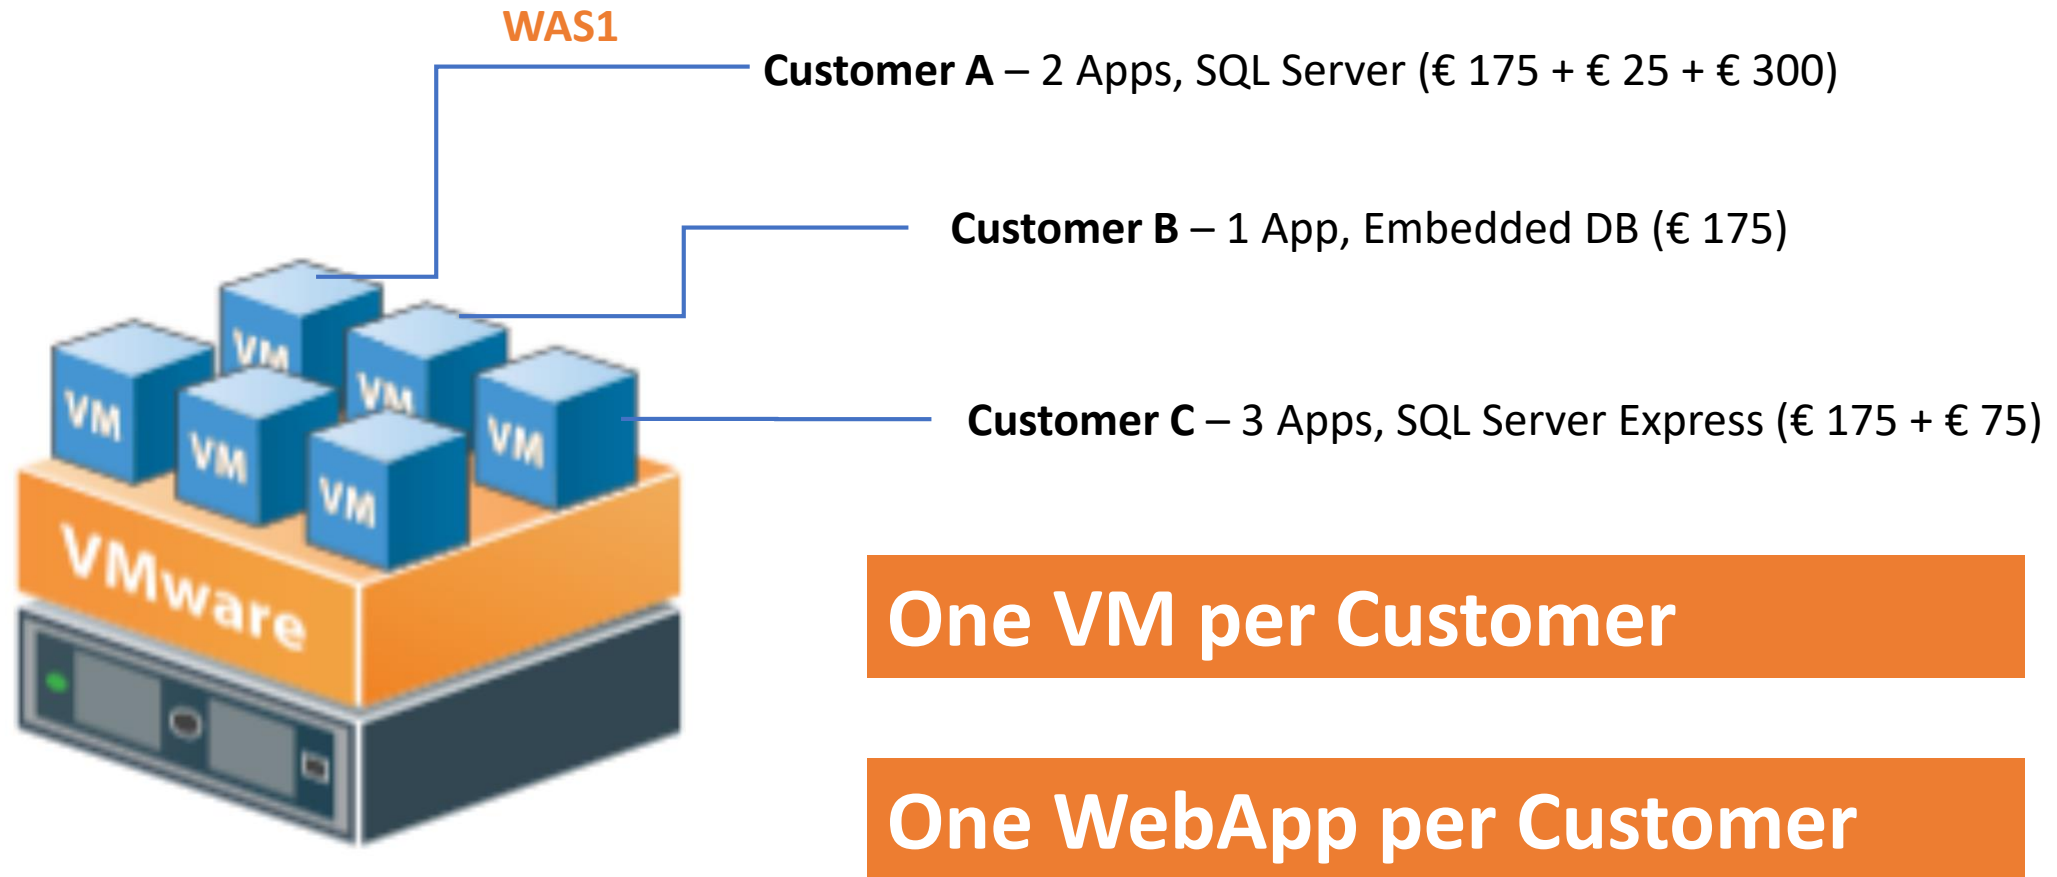 WAS1
Customer A – 2 Apps, SQL Server (€ 175 + € 25 + € 300)
Customer B – 1 App, Embedded DB (€ 175)
Customer C – 3 Apps, SQL Server Express (€ 175 + € 75)
VM
VM
VM
VM
VM
VM
VMware
One VM per Customer
One WebApp per Customer